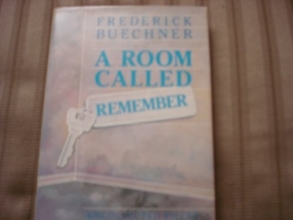 FREDERICK
BUECHNER
A ROOM
CALLED
REMEMBER